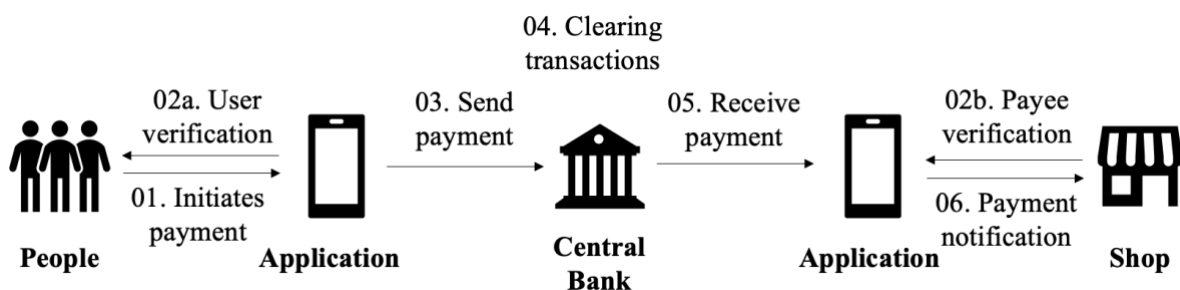 04. Clearing
transactions
02a. User
verification
03. Send
payment
05. Receive
payment
02b. Payee
verification
01. Initiates
payment
06. Payment
notification
People
Application
Central
Bank
Application
Shop